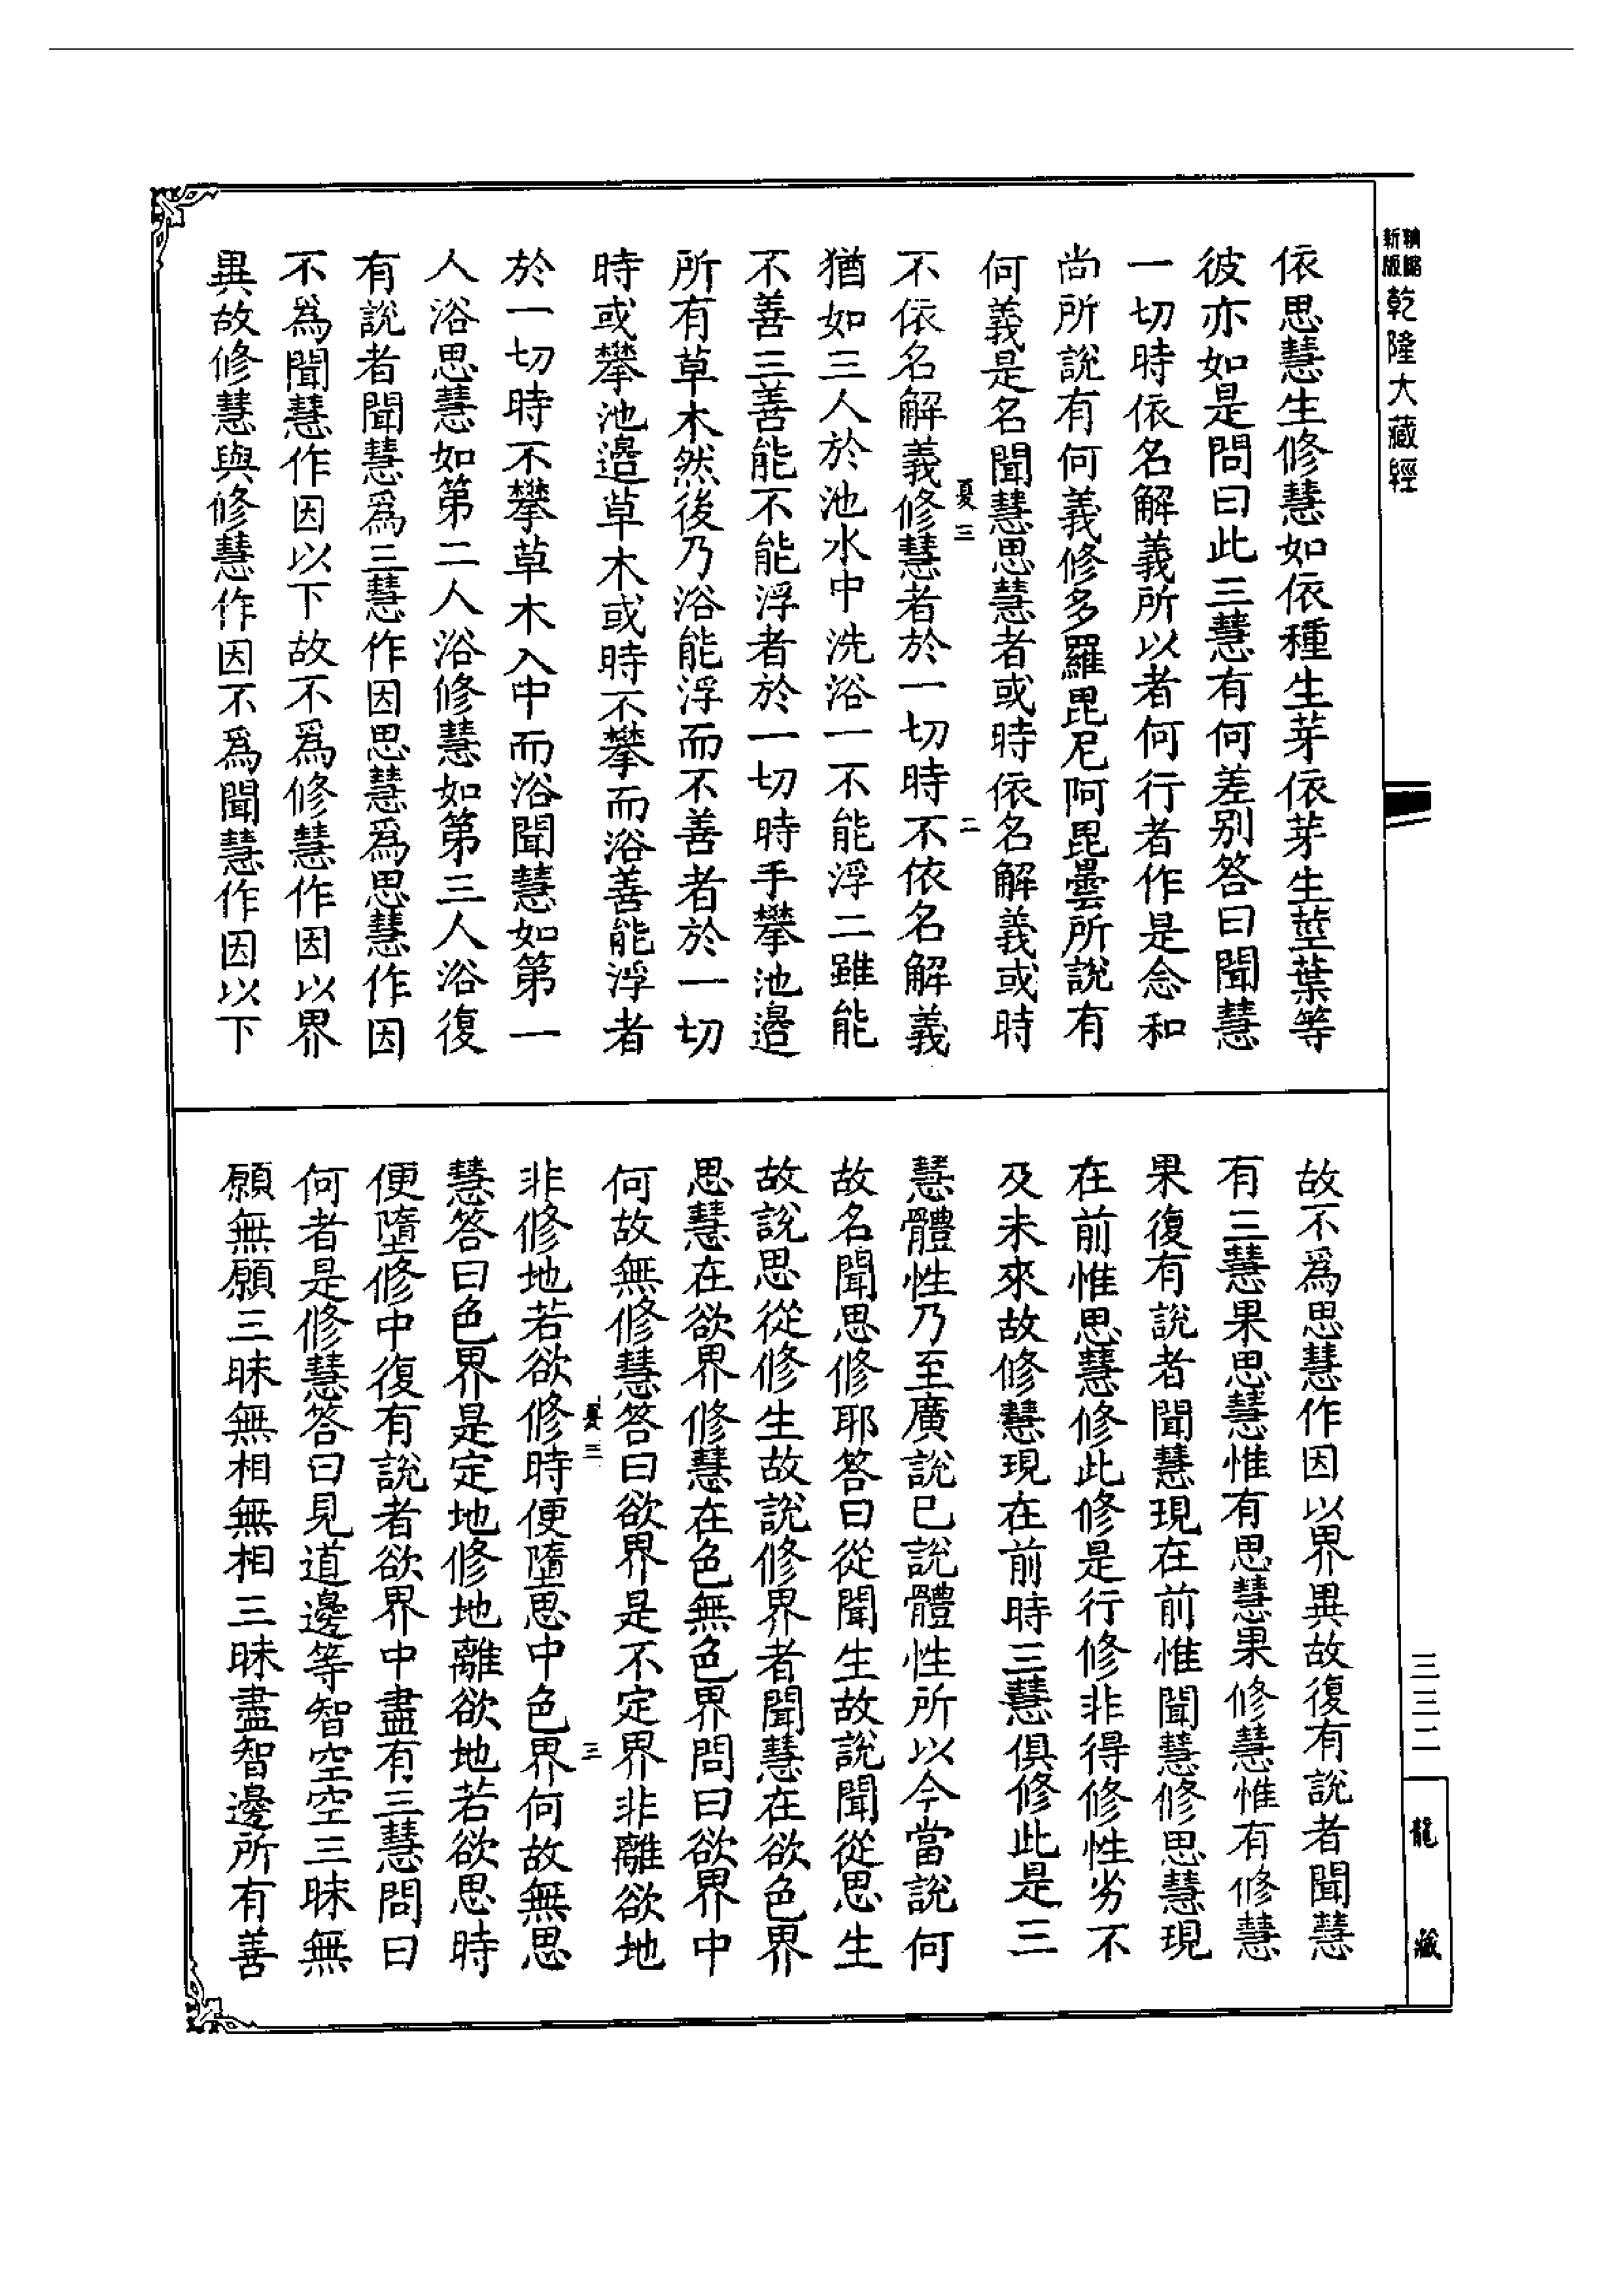 精縮新版乾隆大藏經
依思慧生修慧如依種生芽依芽生莖葉等
彼亦如是問曰此三慧有何差別答曰聞慧
一切時依名解義所以者何行者作是念和
尚所說有何義修多羅毘尼阿毘曇所說有
何義是名聞慧思慧者或時依名解義或時
夏三
二
不依名解義修慧者於一切時不依名解義
猶如三人於池水中洗浴一不能浮二雖能
不善三善能不能浮者於一切時手攀池邊
所有草木然後乃浴能浮而不善者於一切
時或攀池邊草木或時不攀而浴善能浮者
於一切時不攀草木入中而浴聞慧如第一
人浴思慧如第二人浴修慧如第三人浴復
有說者聞慧為三慧作因思慧為思慧作因
不為聞慧作因以下故不為修慧作因以界
異故修慧與修慧作因不為聞慧作因以下
故不為思慧作因以界異故復有說者聞慧
有三慧果思慧惟有思慧果修慧惟有修慧
果復有說者聞慧現在前惟聞慧修思慧現
在前惟思慧修此修是行修非得修性劣不
及未來故修慧現在前時三慧俱修此是三
慧體性乃至廣說已說體性所以今當說何
故名聞思修耶答曰從聞生故說聞從思生
故說思從修生故說修界者聞慧在欲色界
思慧在欲界修慧在色無色界問曰欲界中
何故無修慧答曰欲界是不定界非離欲地
夏三
三
非修地若欲修時便墮思中色界何故無思
慧答曰色界是定地修地離欲地若欲思時
便墮修中復有說者欲界中盡有三慧問曰
何者是修慧答曰見道邊等智空空三昧無
願無願三昧無相無相三昧盡智邊所有善
三三二
龍藏